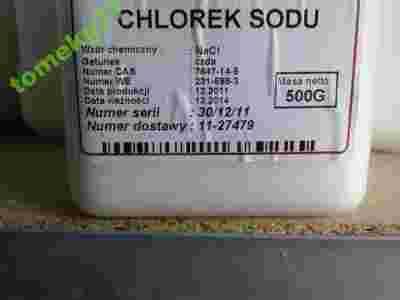 CHLOREK SODU
Wzór chemiczny : NaCl
Gatunek : czda
Numer CAS : 7647-14-5
Numer WE : 231-598-3
Data produkcji : 12.2011
Data ważności : 12.2014
Masa netto
500G
Numer serii : 30/12/11
Numer dostawy : 11-27479